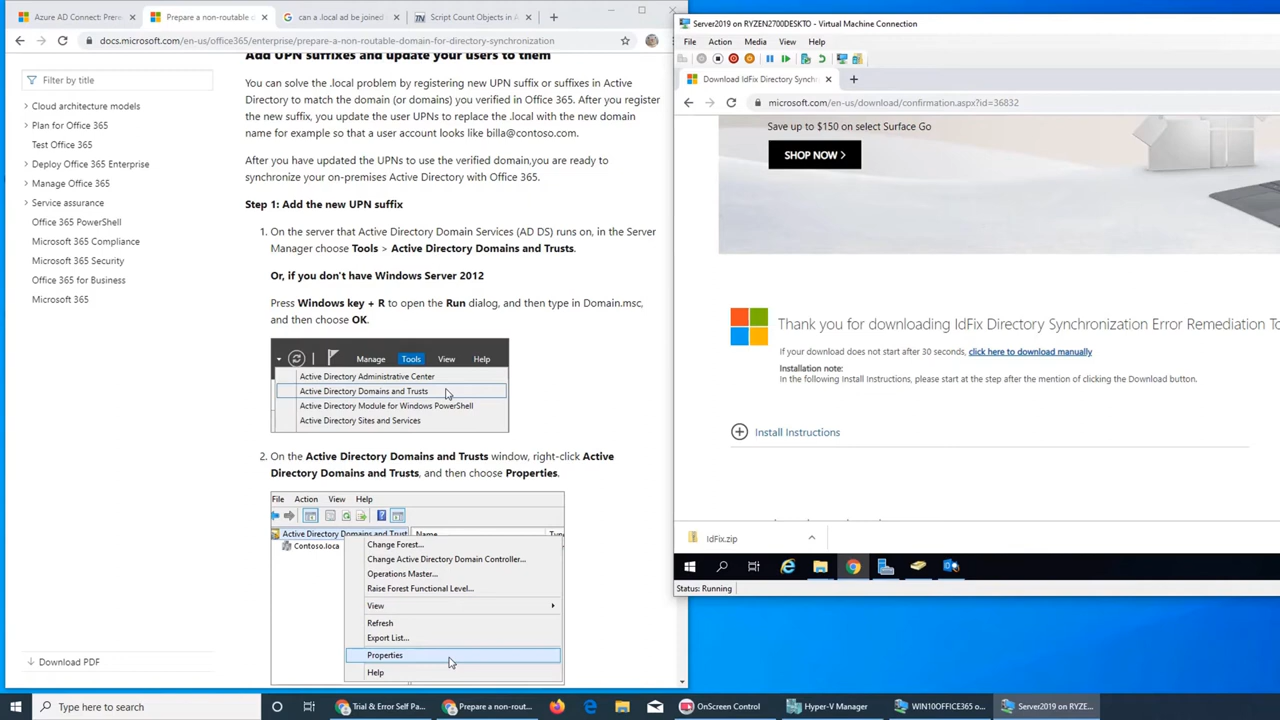 Azure AD Connect: Prere
Prepare a non-routable d
can a .local ad be joined
Script Count Objects in A
docs.microsoft.com/en-us/office365/enterprise/prepare-a-non-routable-domain-for-directory-synchronization
Filter by title
Cloud architecture models
Plan for Office 365
Test Office 365
Deploy Office 365 Enterprise
Manage Office 365
Service assurance
Office 365 PowerShell
Microsoft 365 Compliance
Microsoft 365 Security
Office 365 for Business
Microsoft 365
Download PDF
Add UPN suffixes and update your users to them
You can solve the .local problem by registering new UPN suffix or suffixes in Active
Directory to match the domain (or domains) you verified in Office 365. After you register
the new suffix, you update the user UPNs to replace the .local with the new domain
name for example so that a user account looks like billa@contoso.com.
After you have updated the UPNs to use the verified domain,you are ready to
synchronize your on-premises Active Directory with Office 365.
Step 1: Add the new UPN suffix
1. On the server that Active Directory Domain Services (AD DS) runs on, in the Server
Manager choose Tools > Active Directory Domains and Trusts.
Or, if you don't have Windows Server 2012
Press Windows key + R to open the Run dialog, and then type in Domain.msc,
and then choose OK.
Manage Tools View Help
Active Directory Administrative Center
Active Directory Domains and Trusts
Active Directory Module for Windows PowerShell
Active Directory Sites and Services
2. On the Active Directory Domains and Trusts window, right-click Active
Directory Domains and Trusts, and then choose Properties.
File Action View Help
Active Directory Domains and Trust
Name
Contoso.loca
Change Forest...
Change Active Directory Domain Controller...
Operations Master...
Raise Forest Functional Level...
View
Refresh
Export List...
Properties
Help
Server2019 on RYZEN2700DESKTO - Virtual Machine Connection
File Action Media View Help
Download IdFix Directory Synchr
microsoft.com/en-us/download/confirmation.aspx?id=36832
Save up to $150 on select Surface Go
SHOP NOW
Thank you for downloading IdFix Directory Synchronization Error Remediation To
If your download does not start after 30 seconds, click here to download manually
Installation note:
In the following Install Instructions, please start at the step after the mention of clicking the Download button.
Install Instructions
IdFix.zip
Status: Running
Type here to search
Trial & Error Self Pa...
Prepare a non-rout...
OnScreen Control
Hyper-V Manager
WIN10OFFICE365 o...
Server2019 on RYZE...